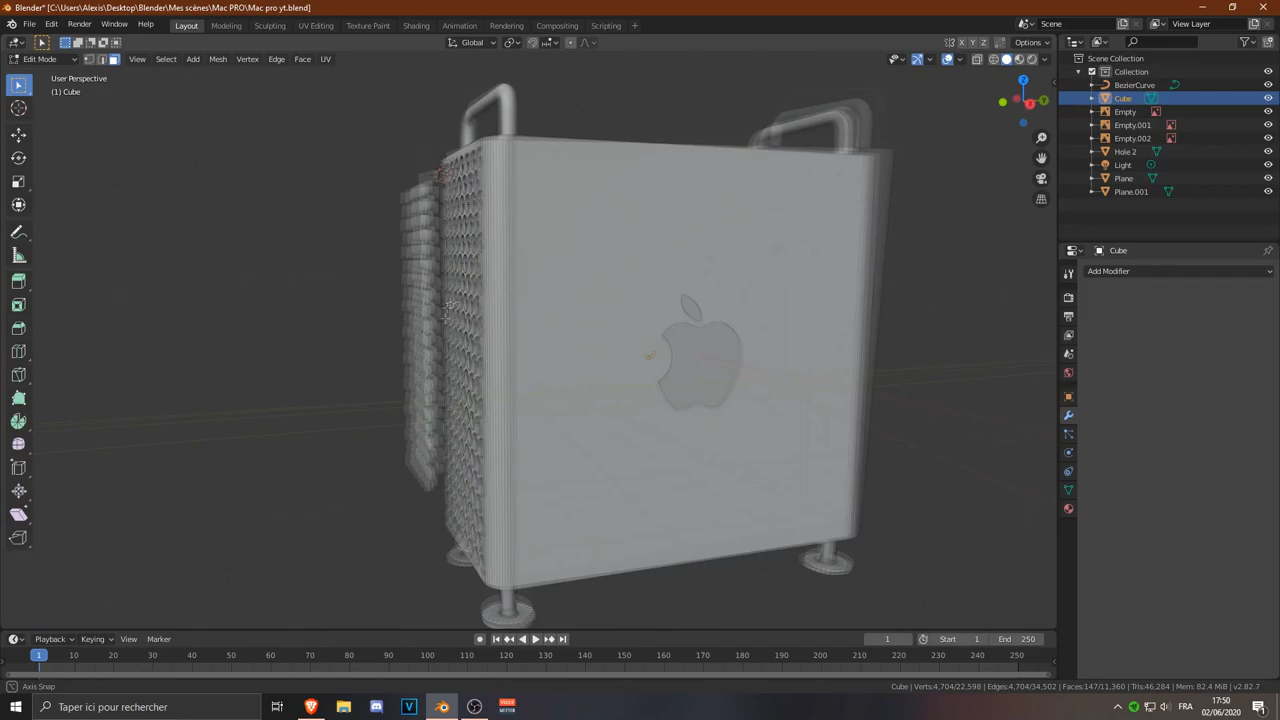 Blender* [C:\Users\Alexis\Desktop\Blender\Mes scènes\Mac PRO\Mac pro yt.blend]
File Edit Render Window Help Layout Modeling Sculpting UV Editing Texture Paint Shading Animation Rendering Compositing Scripting + Scene View Layer
Global X Y Z Options
Edit Mode View Select Add Mesh Vertex Edge Face UV
User Perspective
(1) Cube
Z
Y
X
Scene Collection
Collection
BezierCurve
Cube
Empty
Empty.001
Empty.002
Hole 2
Light
Plane
Plane.001
Cube
Add Modifier
Playback Keying View Marker 1 Start 1 End 250
1 10 20 30 40 50 60 70 80 90 100 110 120 130 140 150 160 170 180 190 200 210 220 230 240 250
Axis Snap Cube | Verts:4,704/22,598 | Edges:4,704/34,502 | Faces:147/11,360 | Tris:46,284 | Mem: 82.4 MiB | v2.82.7
Taper ici pour rechercher FRA 17:50
02/06/2020